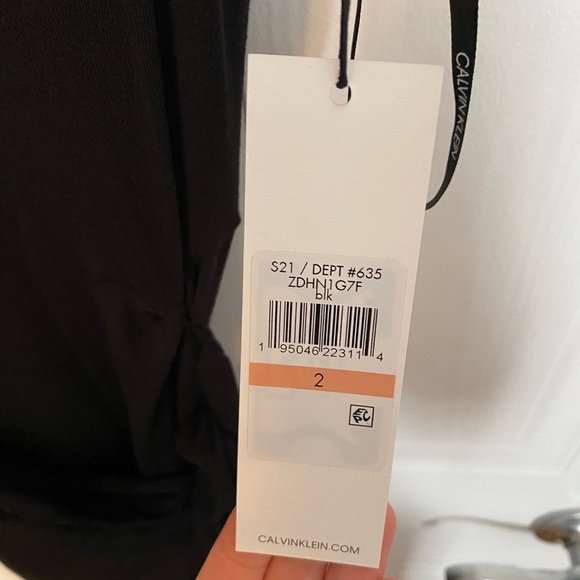 CALVIN KLEIN
S21 / DEPT #635
ZDHN1G7F
blk
1 95046 22311 4
2
CALVINKLEIN.COM